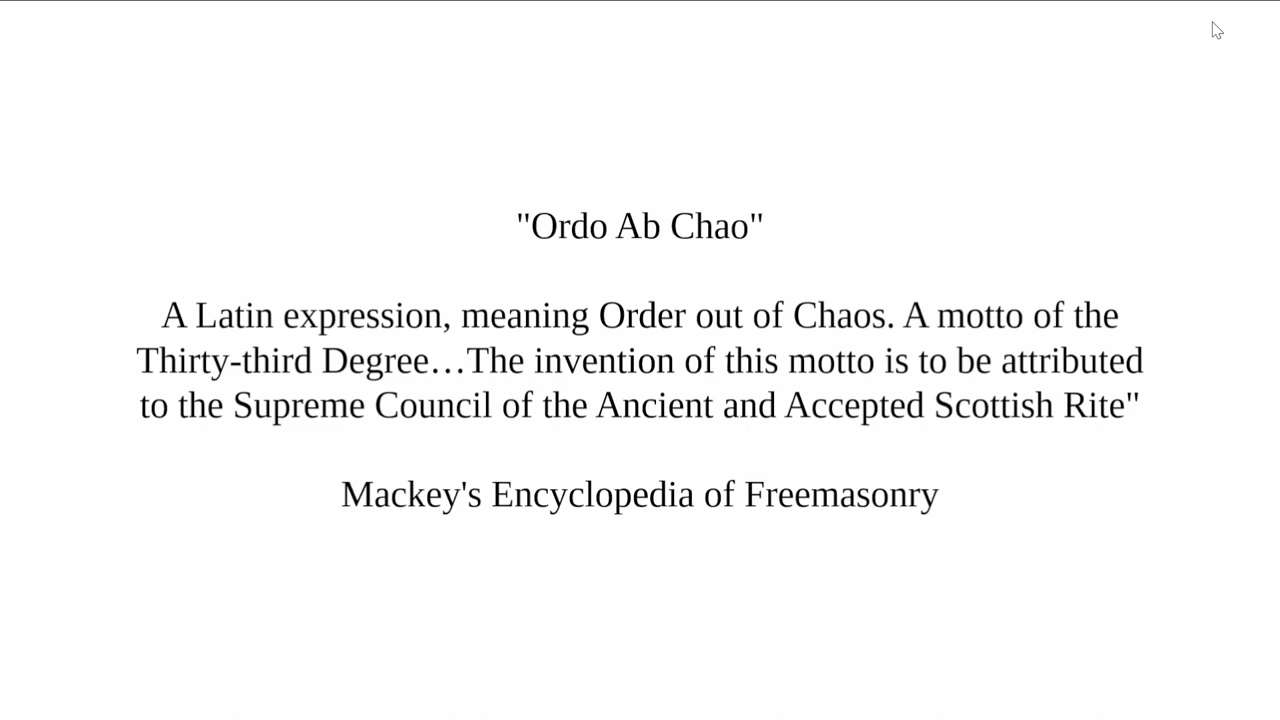 "Ordo Ab Chao"
A Latin expression, meaning Order out of Chaos. A motto of the
Thirty-third Degree…The invention of this motto is to be attributed
to the Supreme Council of the Ancient and Accepted Scottish Rite"
Mackey's Encyclopedia of Freemasonry